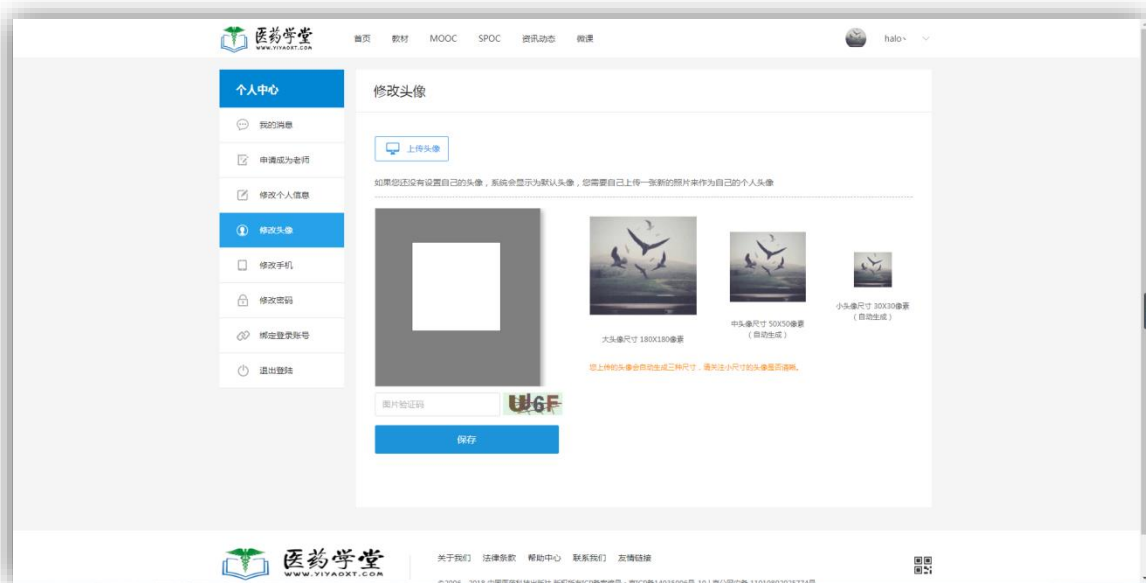 医药学堂
WWW.YIYAOXT.COM
首页 教材 MOOC SPOC 资讯动态 微课
halo~
个人中心
我的消息
申请成为老师
修改个人信息
修改头像
修改手机
修改密码
绑定登录账号
退出登陆
修改头像
上传头像
如果您还没有设置自己的头像，系统会显示为默认头像，您需要自己上传一张新的照片来作为自己的个人头像
大头像尺寸 180X180像素
中头像尺寸 50X50像素
（自动生成）
小头像尺寸 30X30像素
（自动生成）
您上传的头像会自动生成三种尺寸，请关注小尺寸的头像是否清晰。
图片验证码
保存
医药学堂
WWW.YIYAOXT.COM
关于我们 法律条款 帮助中心 联系我们 友情链接